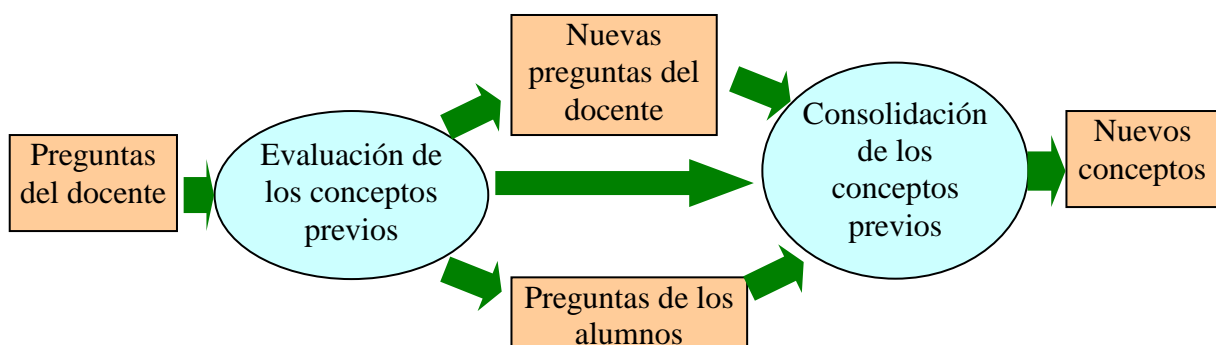 Preguntas
del docente
Evaluación de
los conceptos
previos
Nuevas
preguntas del
docente
Preguntas de los
alumnos
Consolidación
de los
conceptos
previos
Nuevos
conceptos